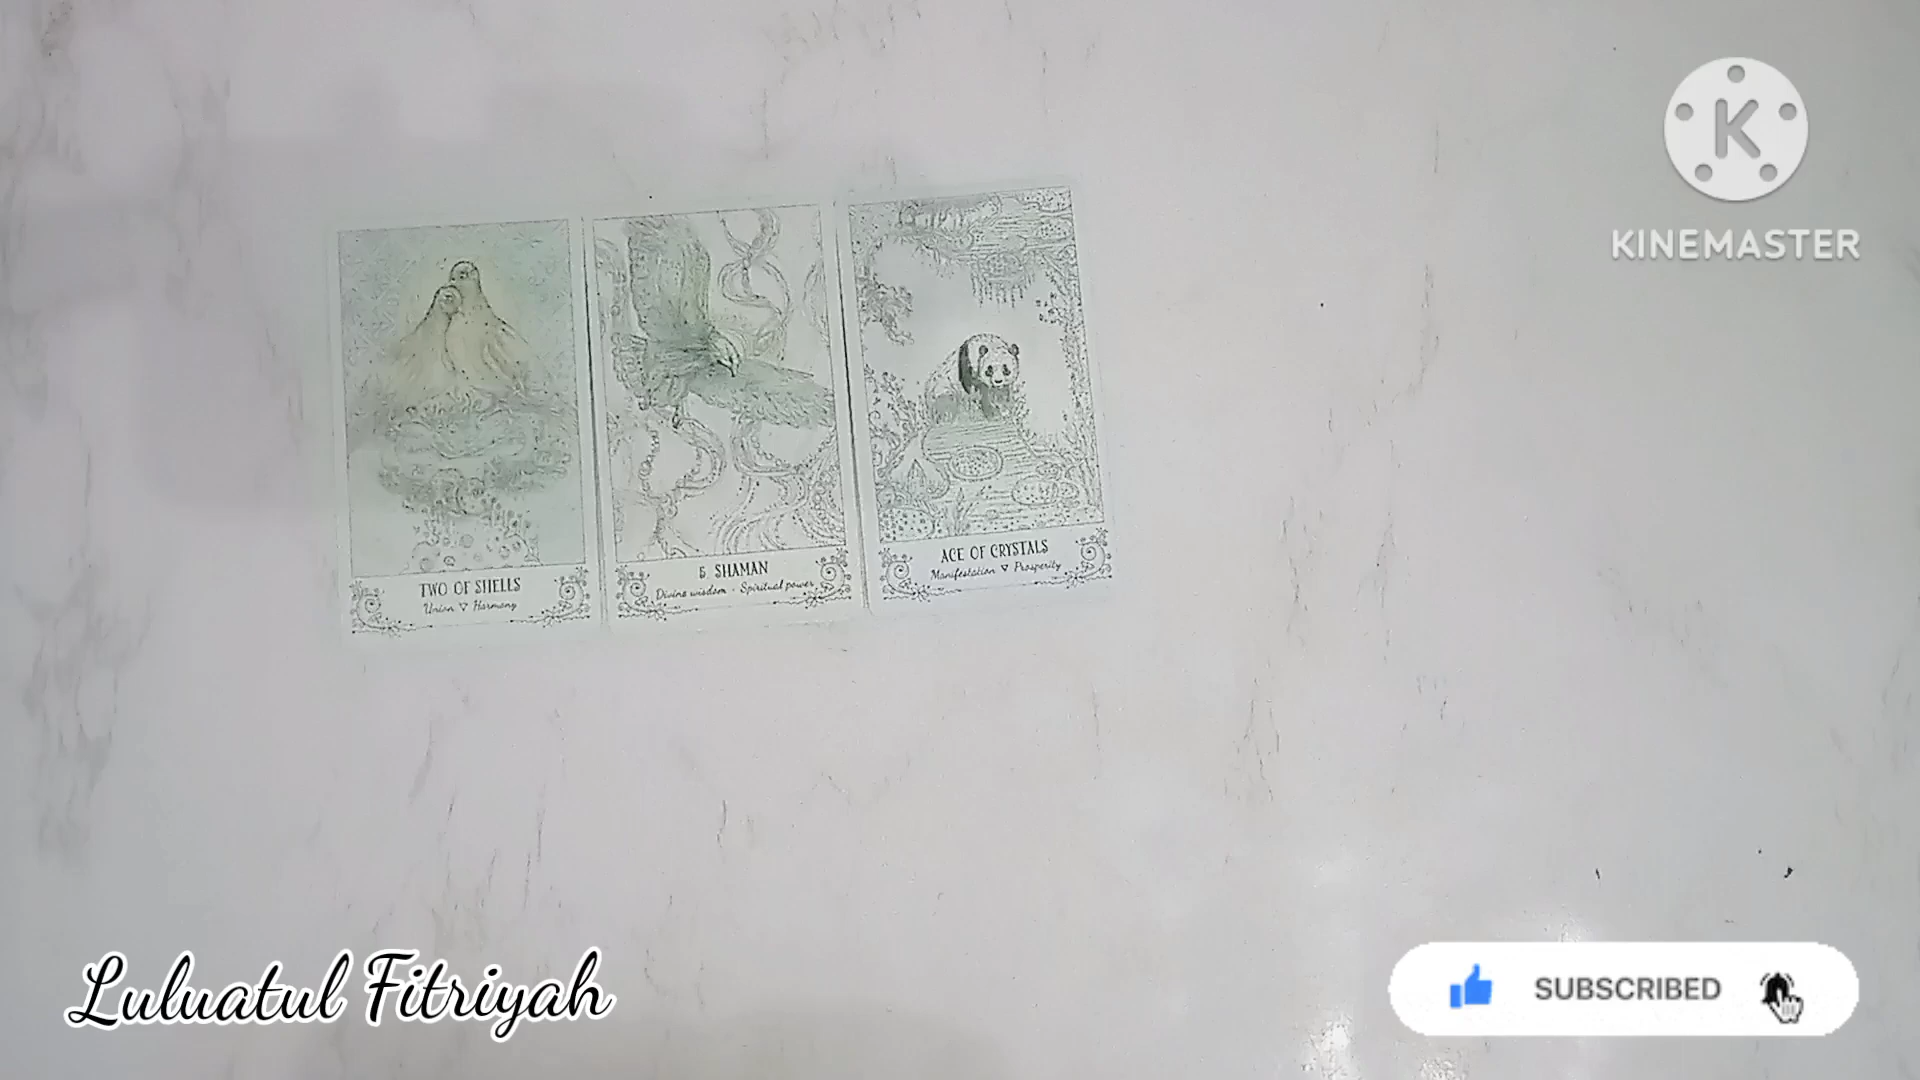 KINEMASTER
TWO OF SHELLS
Union ▽ Harmony
5. SHAMAN
Divine wisdom · Spiritual power
ACE OF CRYSTALS
Manifestation ▽ Prosperity
Luluatul Fitriyah
SUBSCRIBED